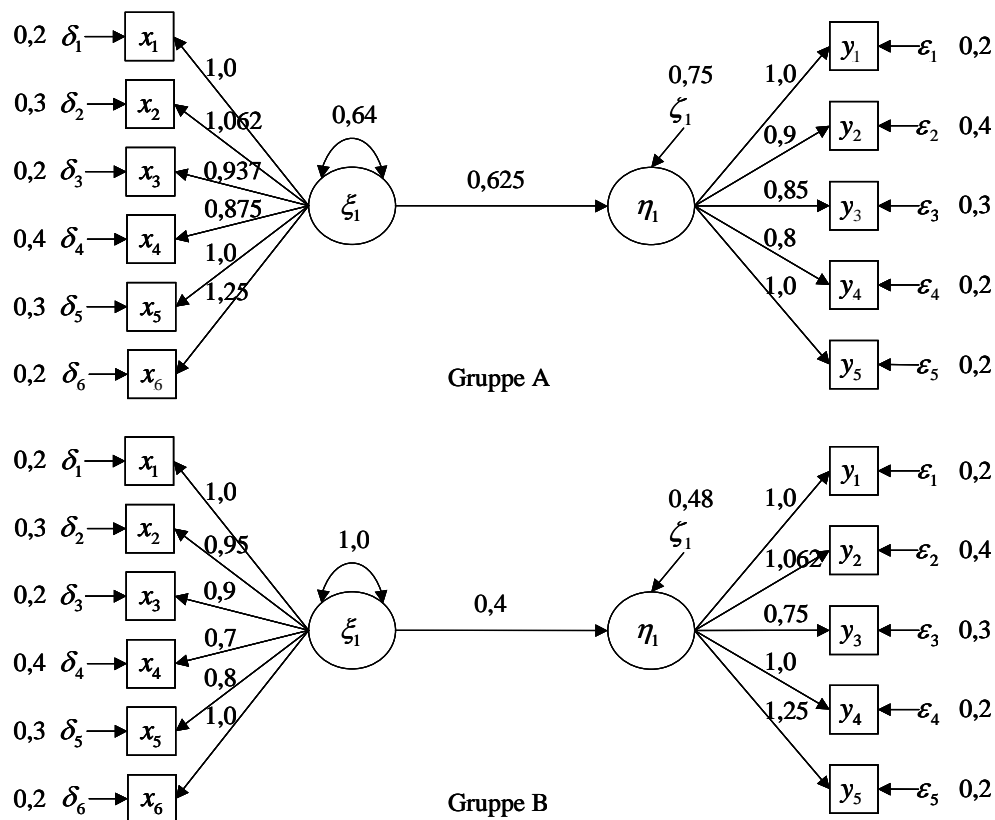 0,2 δ1 x1
1,0
0,3 δ2 x2
1,062
0,2 δ3 x3
0,937
0,4 δ4 x4
0,875
0,3 δ5 x5
1,0
0,2 δ6 x6
1,25
0,64
ξ1
0,625
0,75
ζ1
η1
1,0
y1 ε1 0,2
0,9
y2 ε2 0,4
0,85
y3 ε3 0,3
0,8
y4 ε4 0,2
1,0
y5 ε5 0,2
Gruppe A
0,2 δ1 x1
1,0
0,3 δ2 x2
0,95
0,2 δ3 x3
0,9
0,4 δ4 x4
0,7
0,3 δ5 x5
0,8
0,2 δ6 x6
1,0
1,0
ξ1
0,4
0,48
ζ1
η1
1,0
y1 ε1 0,2
1,062
y2 ε2 0,4
0,75
y3 ε3 0,3
1,0
y4 ε4 0,2
1,25
y5 ε5 0,2
Gruppe B